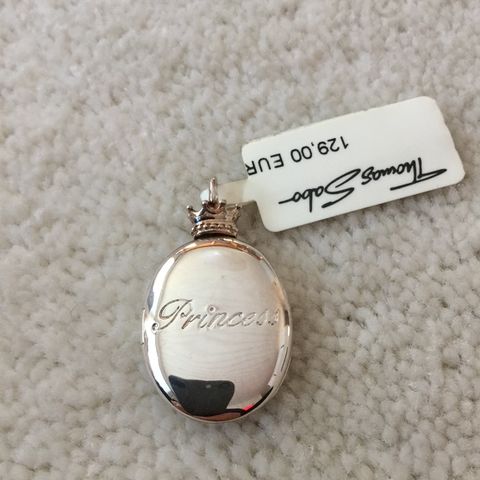 Thomas Sabo
129,00 EUR
Princess